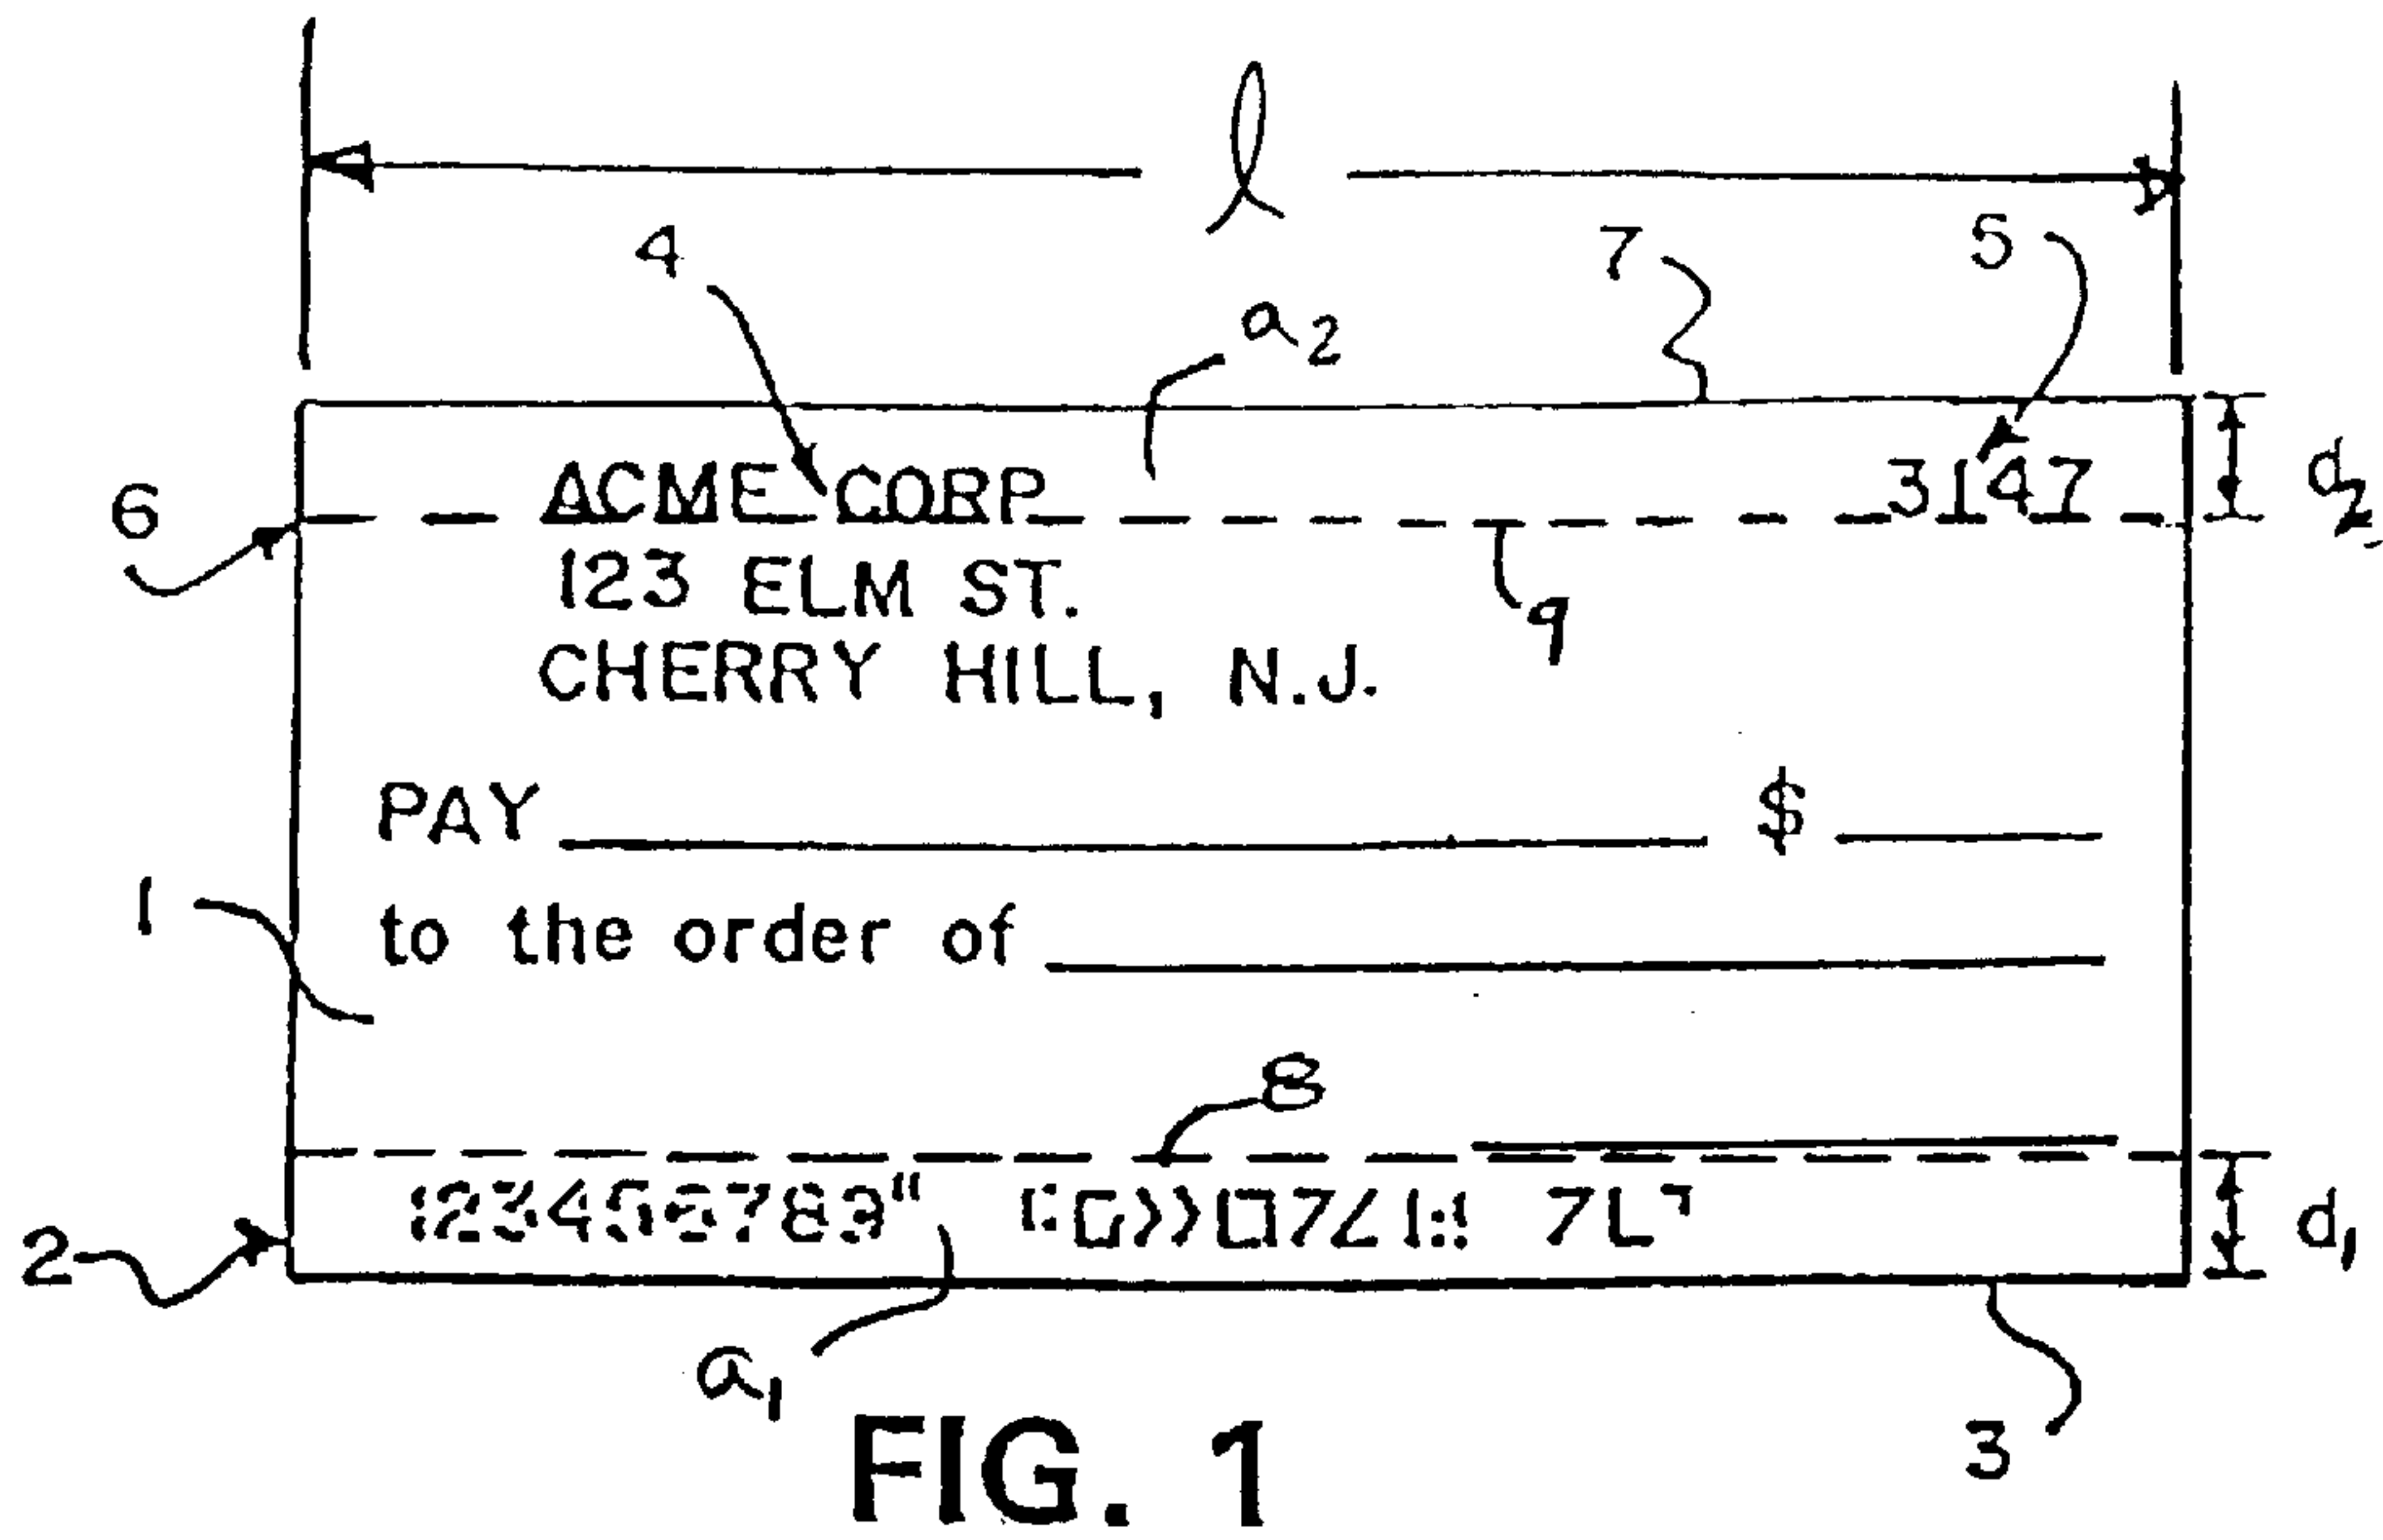 l
4 7 5
a2
ACME CORP 3147
d2
6
123 ELM ST.
9
CHERRY HILL, N.J.
PAY $
1
to the order of
8
123456789"
d1
2
a1
3
FIG. 1